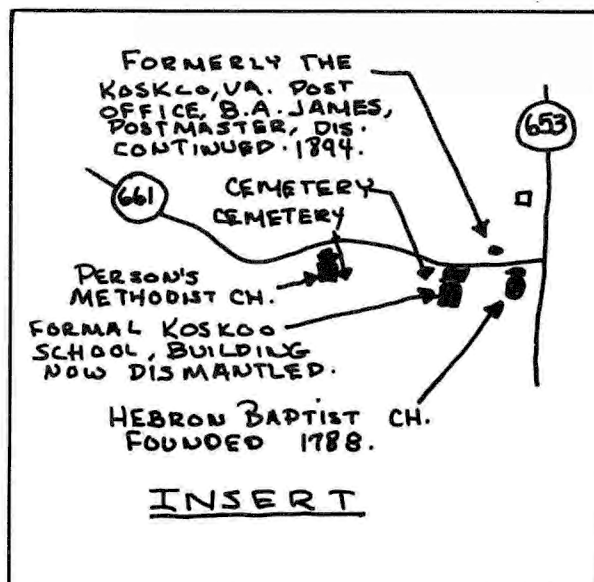 FORMERLY THE
KOSKCO, VA. POST
OFFICE, B.A. JAMES,
POSTMASTER, DIS.
CONTINUED. 1894.
653
661
CEMETERY
CEMETERY
PERSON'S
METHODIST CH.
FORMAL KOSKOO
SCHOOL, BUILDING
NOW DISMANTLED.
HEBRON BAPTIST CH.
FOUNDED 1788.
INSERT